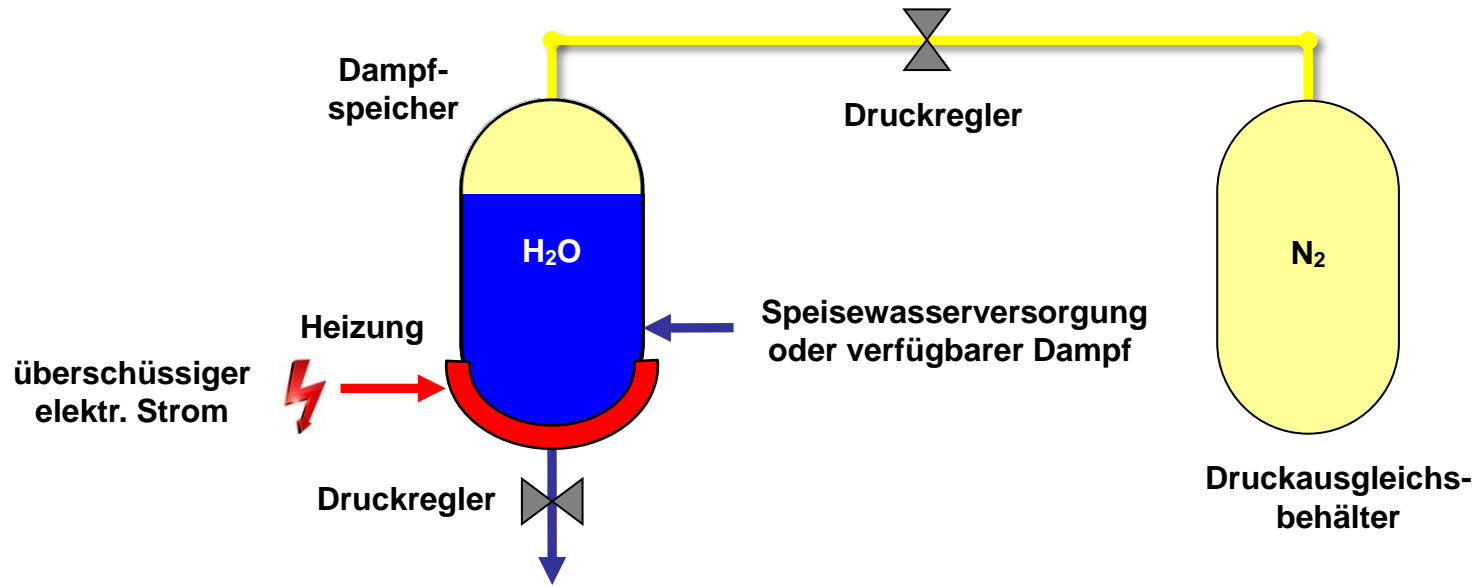 Dampf-
speicher
Druckregler
H₂O
N₂
Heizung
Speisewasserversorgung
oder verfügbarer Dampf
überschüssiger
elektr. Strom
Druckregler
Druckausgleichs-
behälter